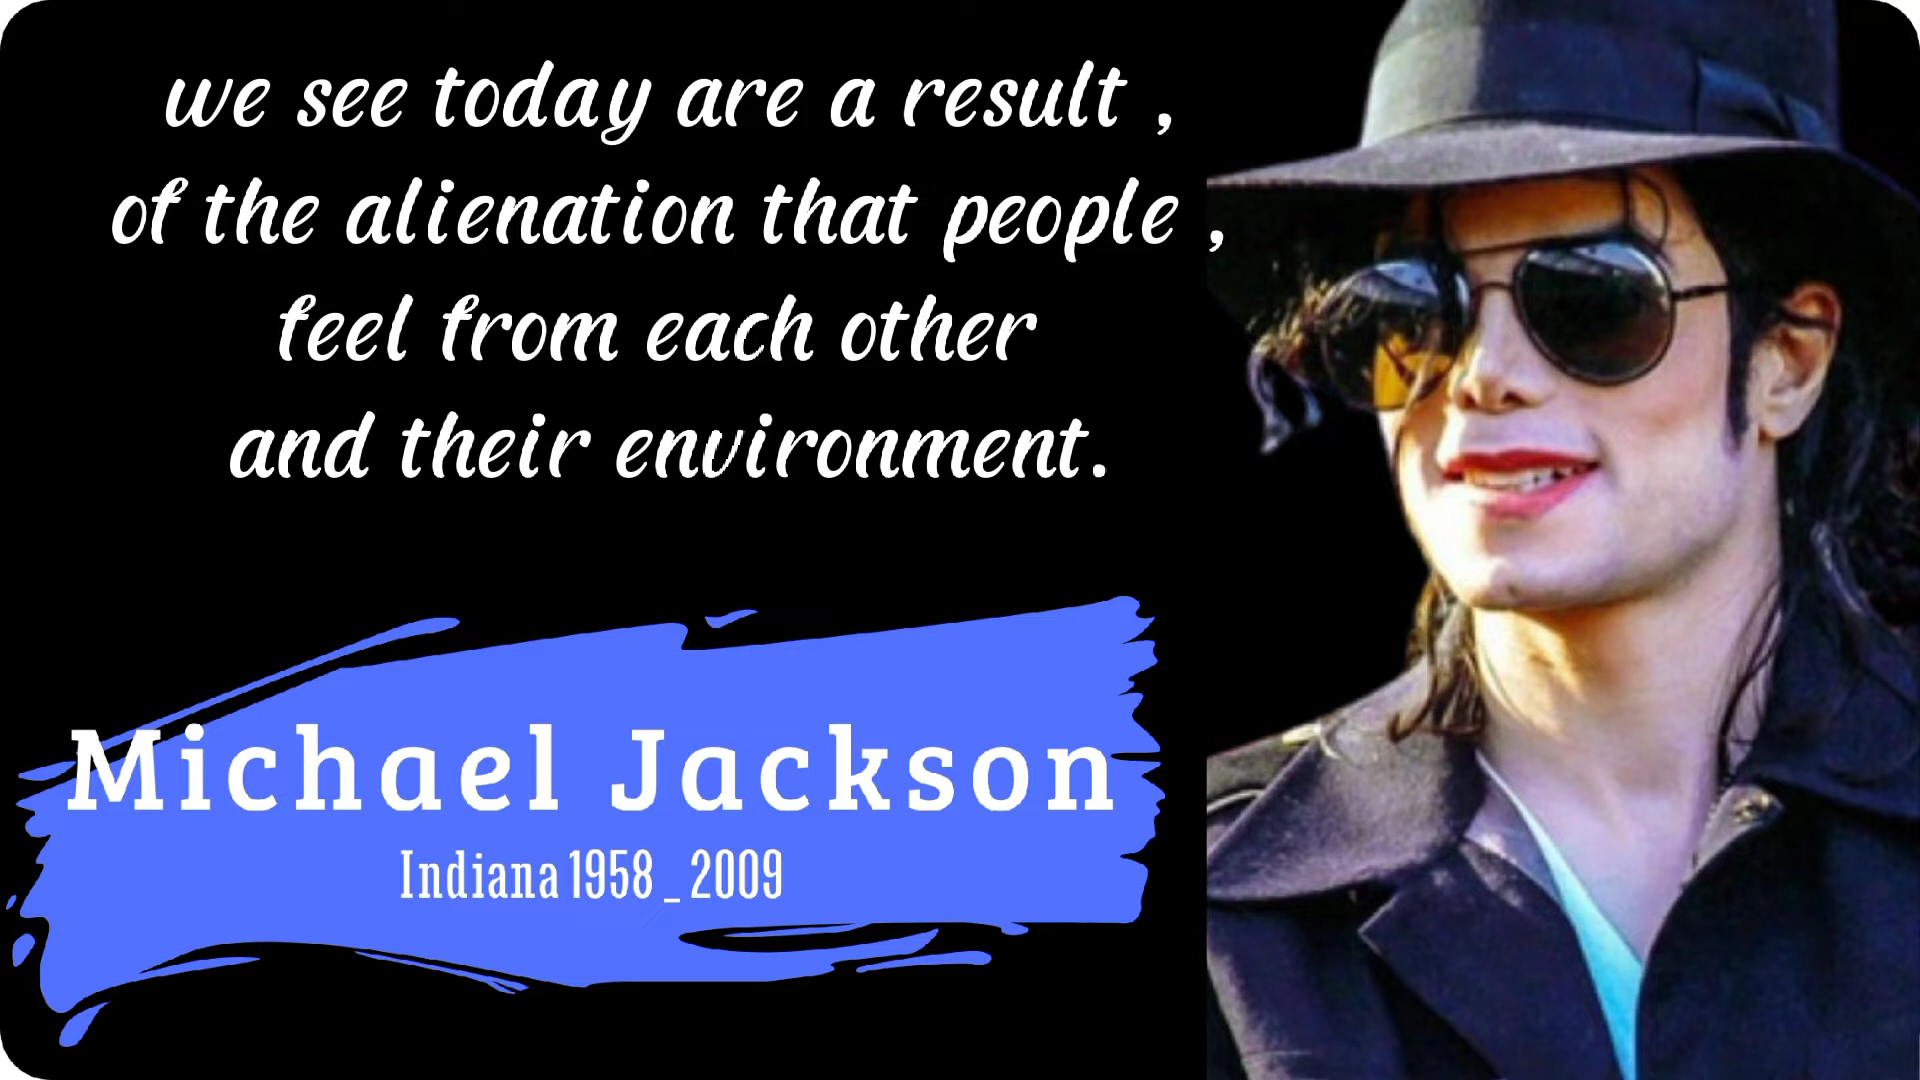 we see today are a result ,
of the alienation that people ,
feel from each other
and their environment.
Michael Jackson
Indiana 1958 _ 2009